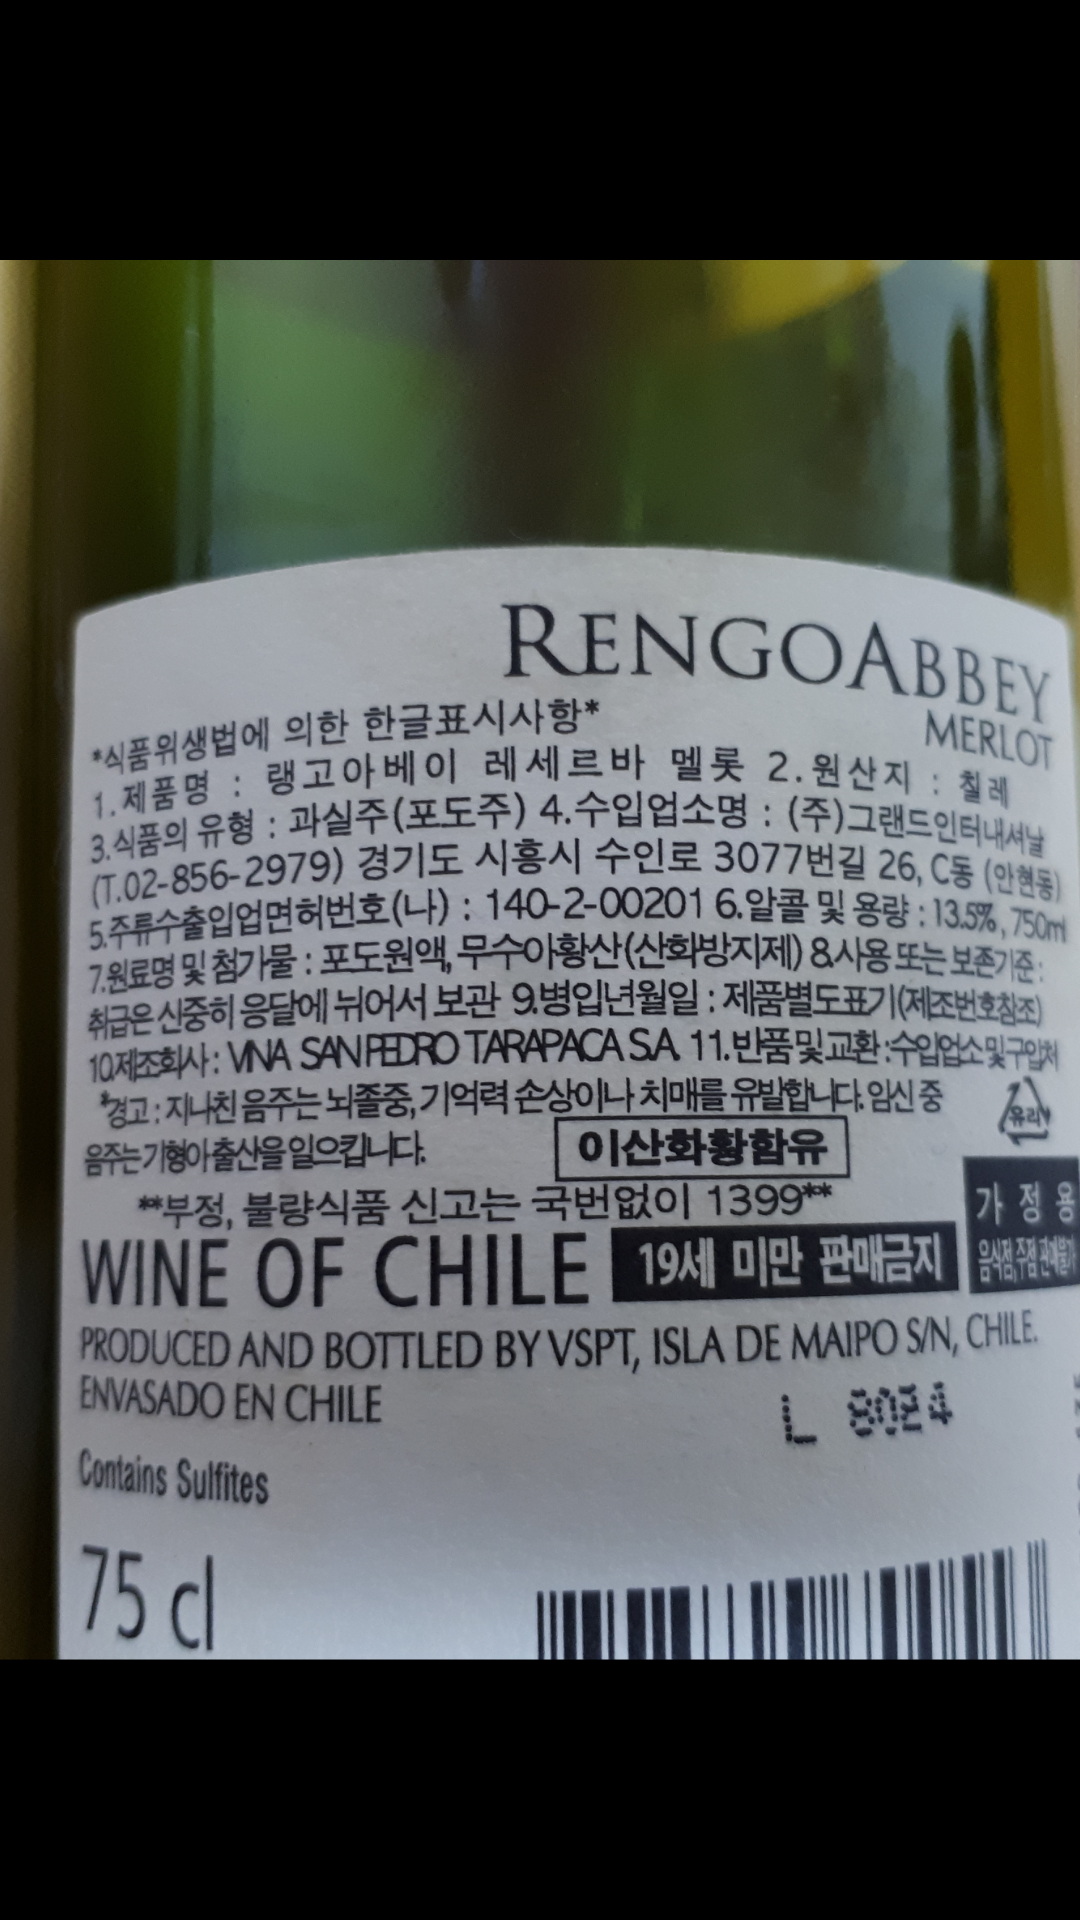 RENGOABBEY
MERLOT
*식품위생법에 의한 한글표시사항*
1.제품명 : 랭고아베이 레세르바 멜롯 2.원산지 : 칠레
3.식품의 유형 : 과실주(포도주) 4.수입업소명 : (주)그랜드인터내셔날
(T.02-856-2979) 경기도 시흥시 수인로 3077번길 26, C동 (안현동)
5.주류수출입업면허번호(나) : 140-2-00201 6.알콜 및 용량 : 13.5%, 750ml
7.원료명 및 첨가물 : 포도원액, 무수아황산(산화방지제) 8.사용 또는 보존기준 :
취급은 신중히 응달에 뉘어서 보관 9.병입년월일 : 제품별도표기(제조번호참조)
10.제조회사 : VINA SAN PEDRO TARAPACA S.A. 11.반품 및 교환 : 수입업소 및 구입처
*경고 : 지나친 음주는 뇌졸중, 기억력 손상이나 치매를 유발합니다. 임신 중
음주는 기형아 출산을 일으킵니다.
이산화황함유
유리
**부정, 불량식품 신고는 국번없이 1399**
가 정 용
음식점,주점 판매불가
WINE OF CHILE
19세 미만 판매금지
PRODUCED AND BOTTLED BY VSPT, ISLA DE MAIPO S/N, CHILE.
ENVASADO EN CHILE
L 8024
Contains Sulfites
75 cl